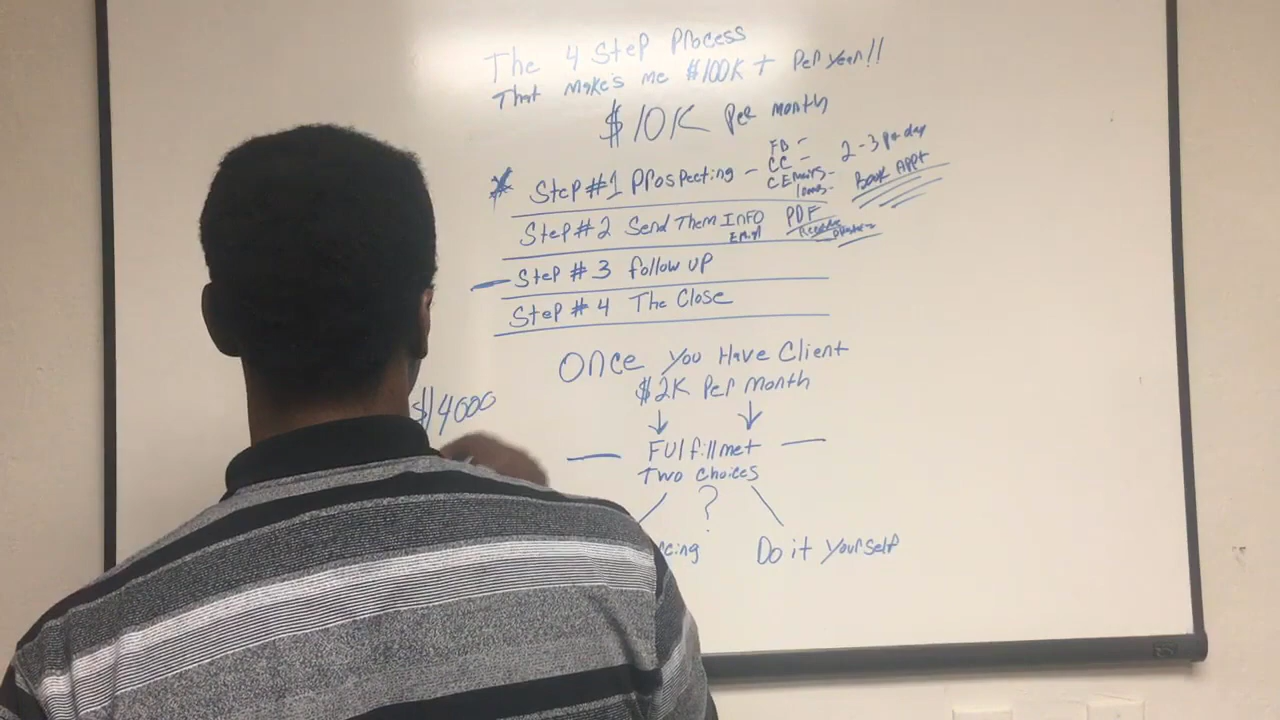 The 4 Step Process
That make's me $100K + Per year!!
$10K Per month
Step #1 Prospecting - FB - 2-3 per day
CC -
CEmails- Book Appt
Step #2 Send Them Info PDF
Email
Step #3 Follow up
Step #4 The Close
Once you Have Client
$2K Per Month
$4000
Fulfillmet
Two choices
?
rcing Do it yourself